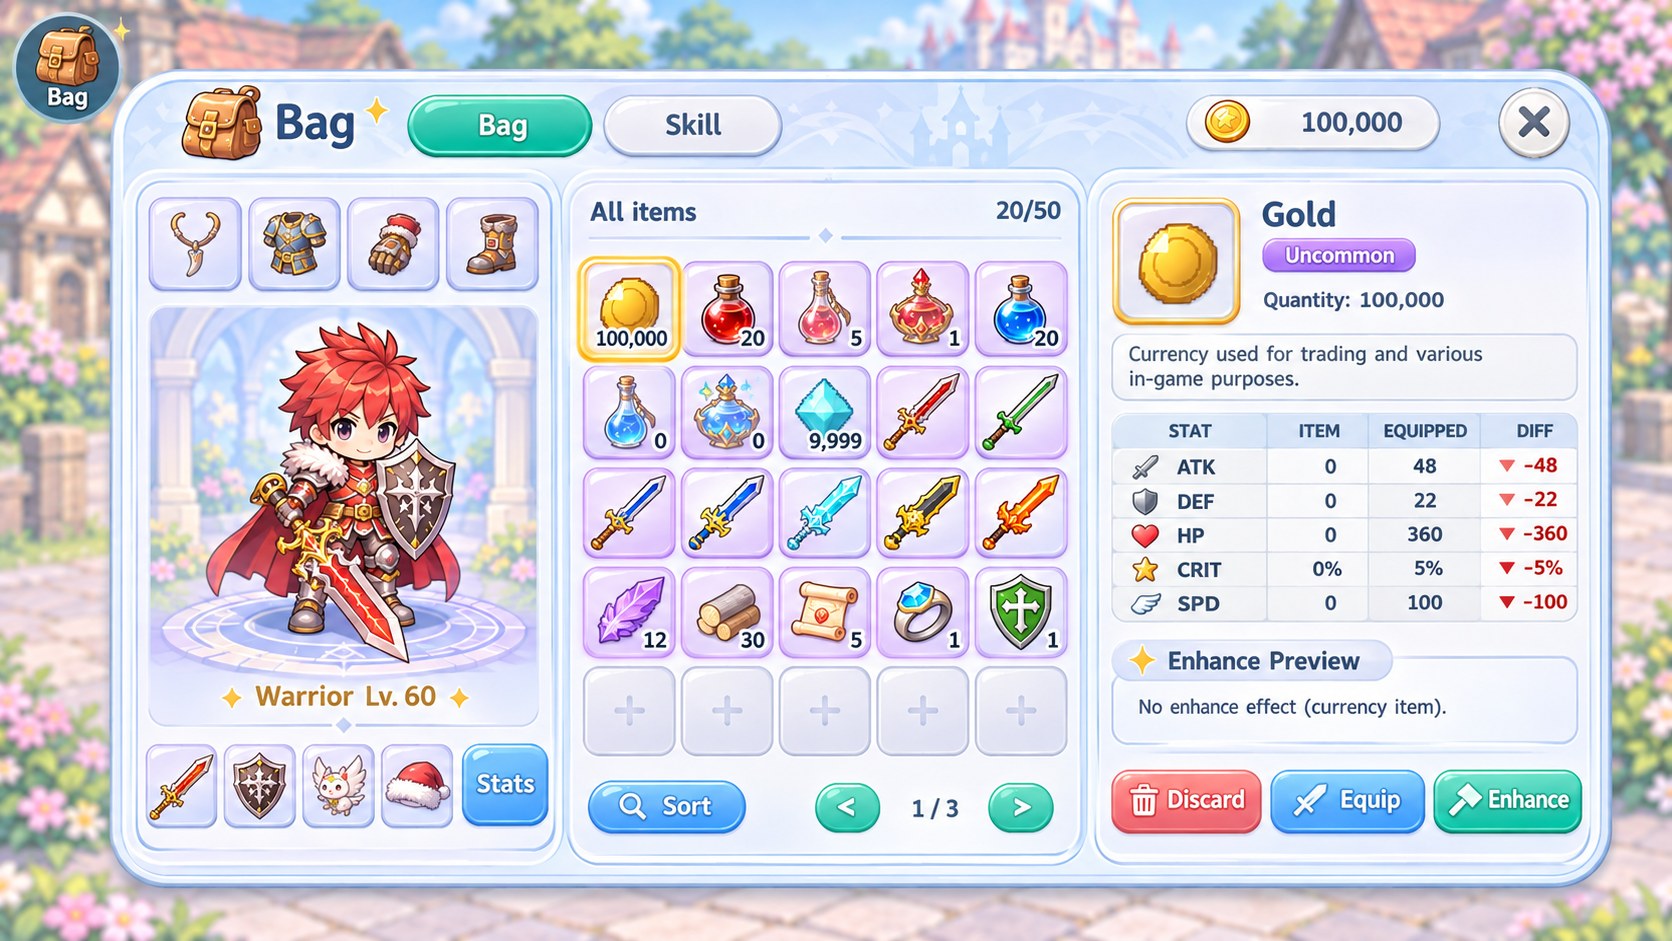 Bag
Bag
Bag
Skill
100,000
All items
20/50
100,000
20
5
1
20
0
0
9,999
12
30
5
1
1
Warrior Lv. 60
Stats
Sort
<
1 / 3
>
Gold
Uncommon
Quantity: 100,000
Currency used for trading and various
in-game purposes.
STAT ITEM EQUIPPED DIFF
ATK 0 48 ▼ -48
DEF 0 22 ▼ -22
HP 0 360 ▼ -360
CRIT 0% 5% ▼ -5%
SPD 0 100 ▼ -100
Enhance Preview
No enhance effect (currency item).
Discard
Equip
Enhance